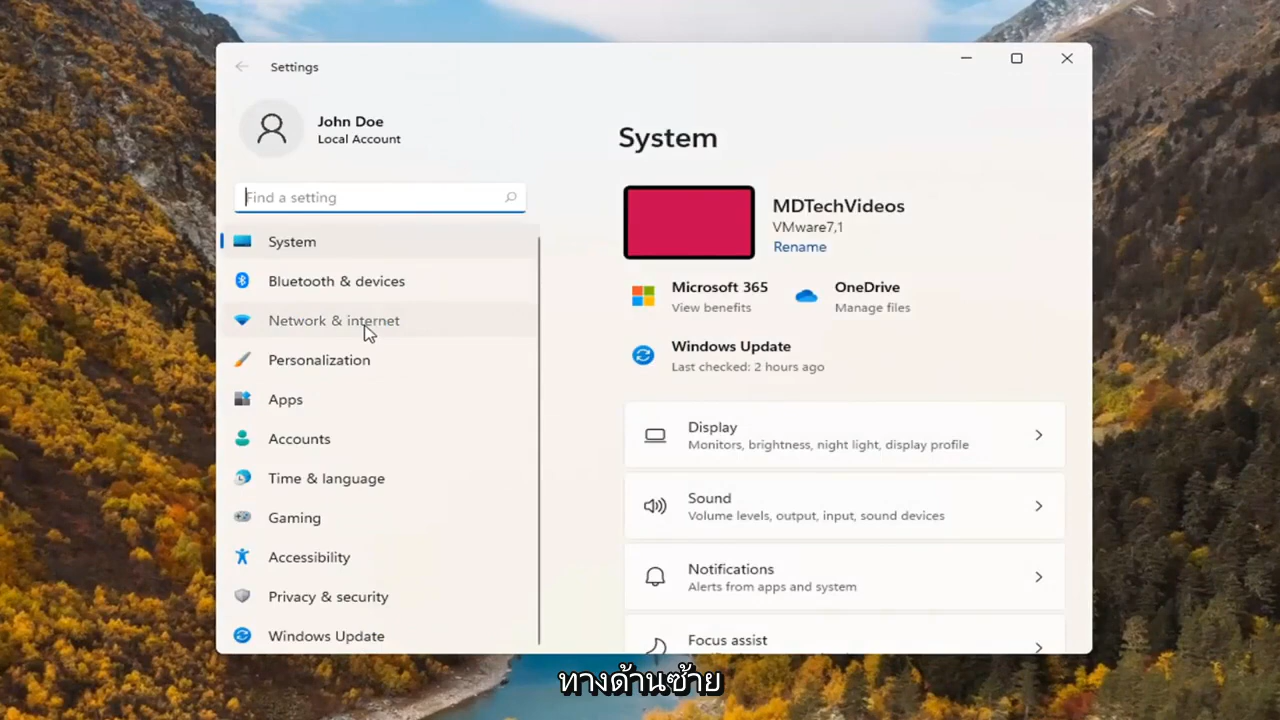 Settings
John Doe
Local Account
Find a setting
System
Bluetooth & devices
Network & internet
Personalization
Apps
Accounts
Time & language
Gaming
Accessibility
Privacy & security
Windows Update
System
MDTechVideos
VMware7,1
Rename
Microsoft 365
View benefits
OneDrive
Manage files
Windows Update
Last checked: 2 hours ago
Display
Monitors, brightness, night light, display profile
Sound
Volume levels, output, input, sound devices
Notifications
Alerts from apps and system
Focus assist
ทางด้านซ้าย